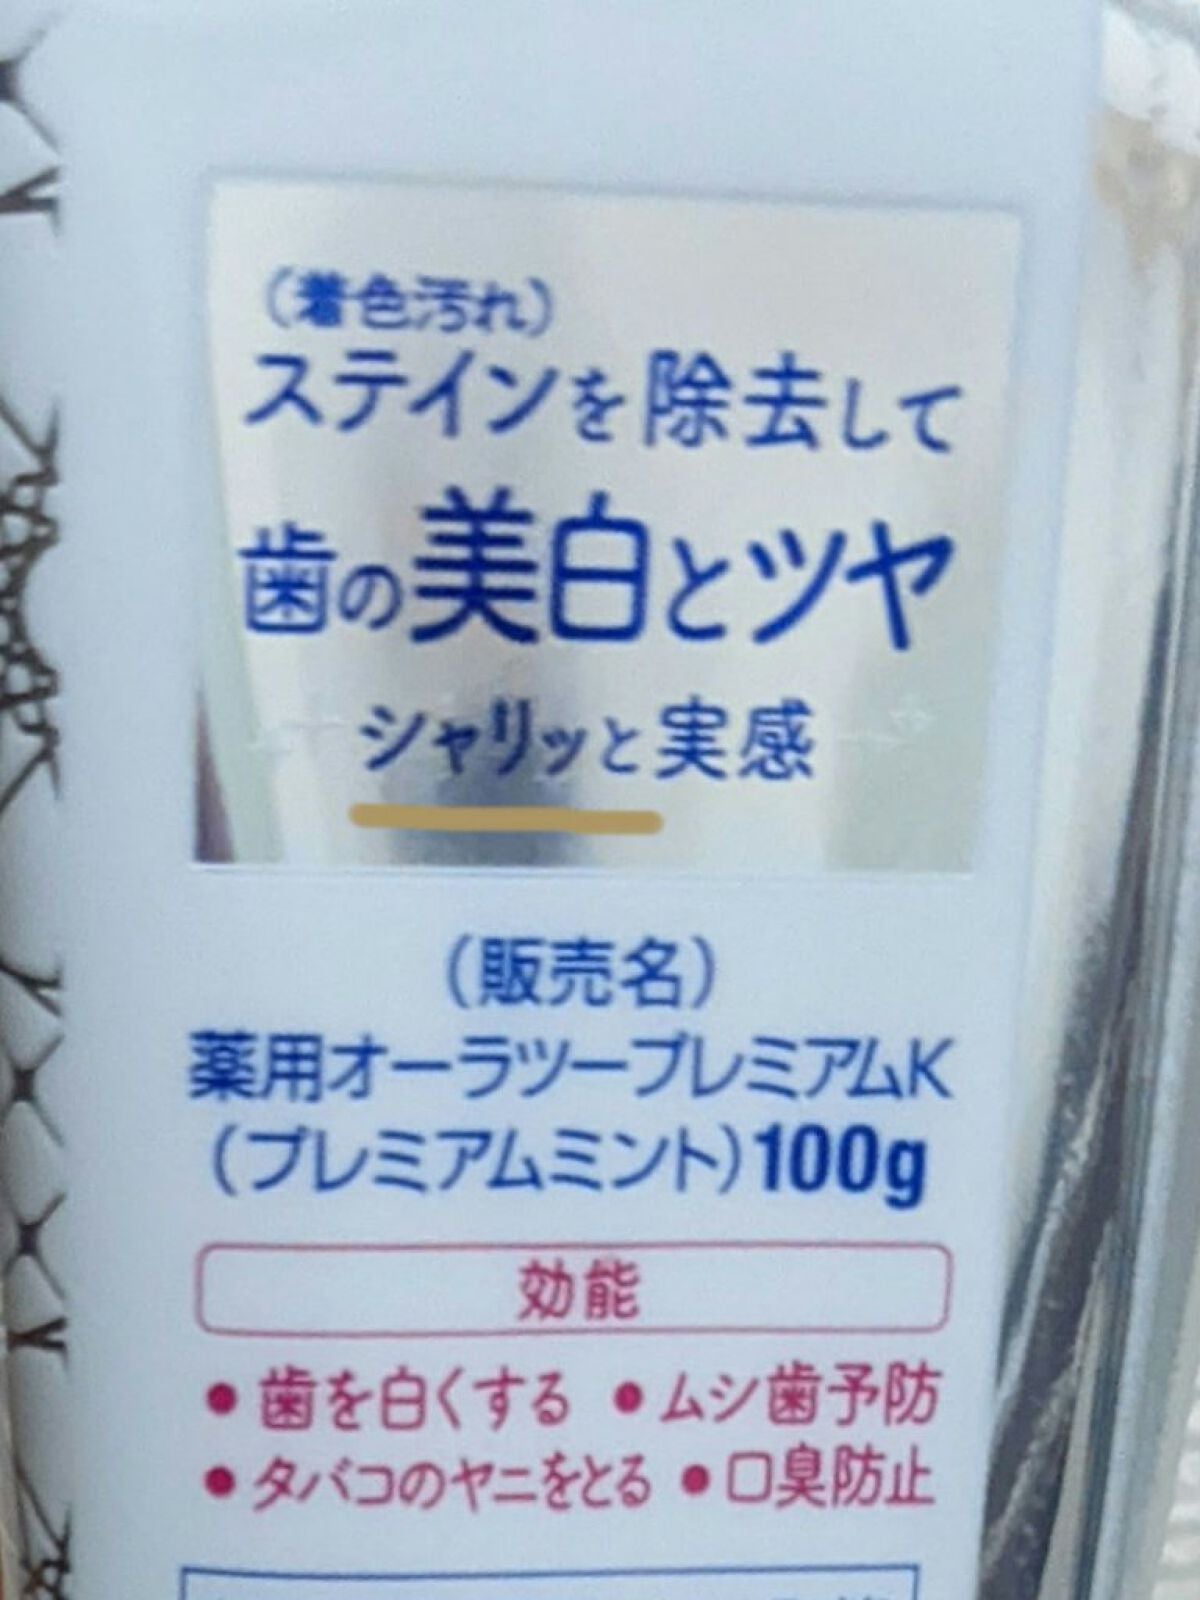 （着色汚れ）
ステインを除去して
歯の美白とツヤ
シャリッと実感
（販売名）
薬用オーラツープレミアムK
（プレミアムミント）100g
効能
●歯を白くする ●ムシ歯予防
●タバコのヤニをとる ●口臭防止